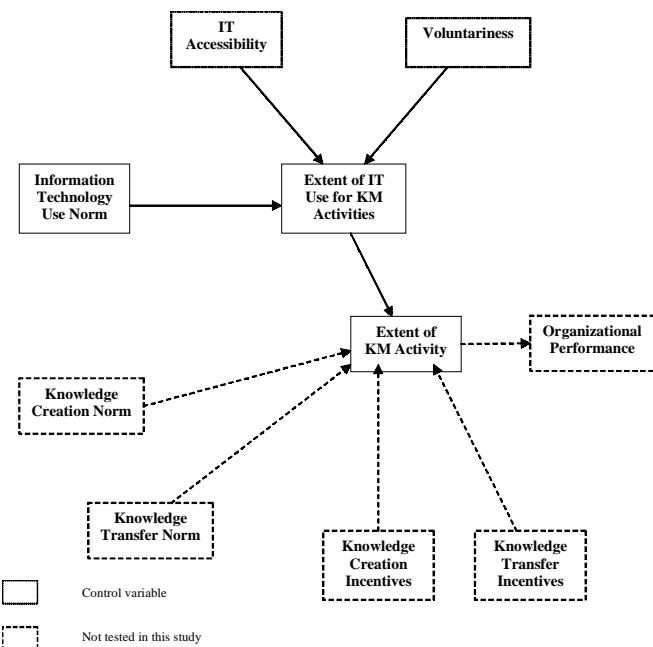 IT
Accessibility
Voluntariness
Information
Technology
Use Norm
Extent of IT
Use for KM
Activities
Extent of
KM Activity
Organizational
Performance
Knowledge
Creation Norm
Knowledge
Transfer Norm
Knowledge
Creation
Incentives
Knowledge
Transfer
Incentives
Control variable
Not tested in this study